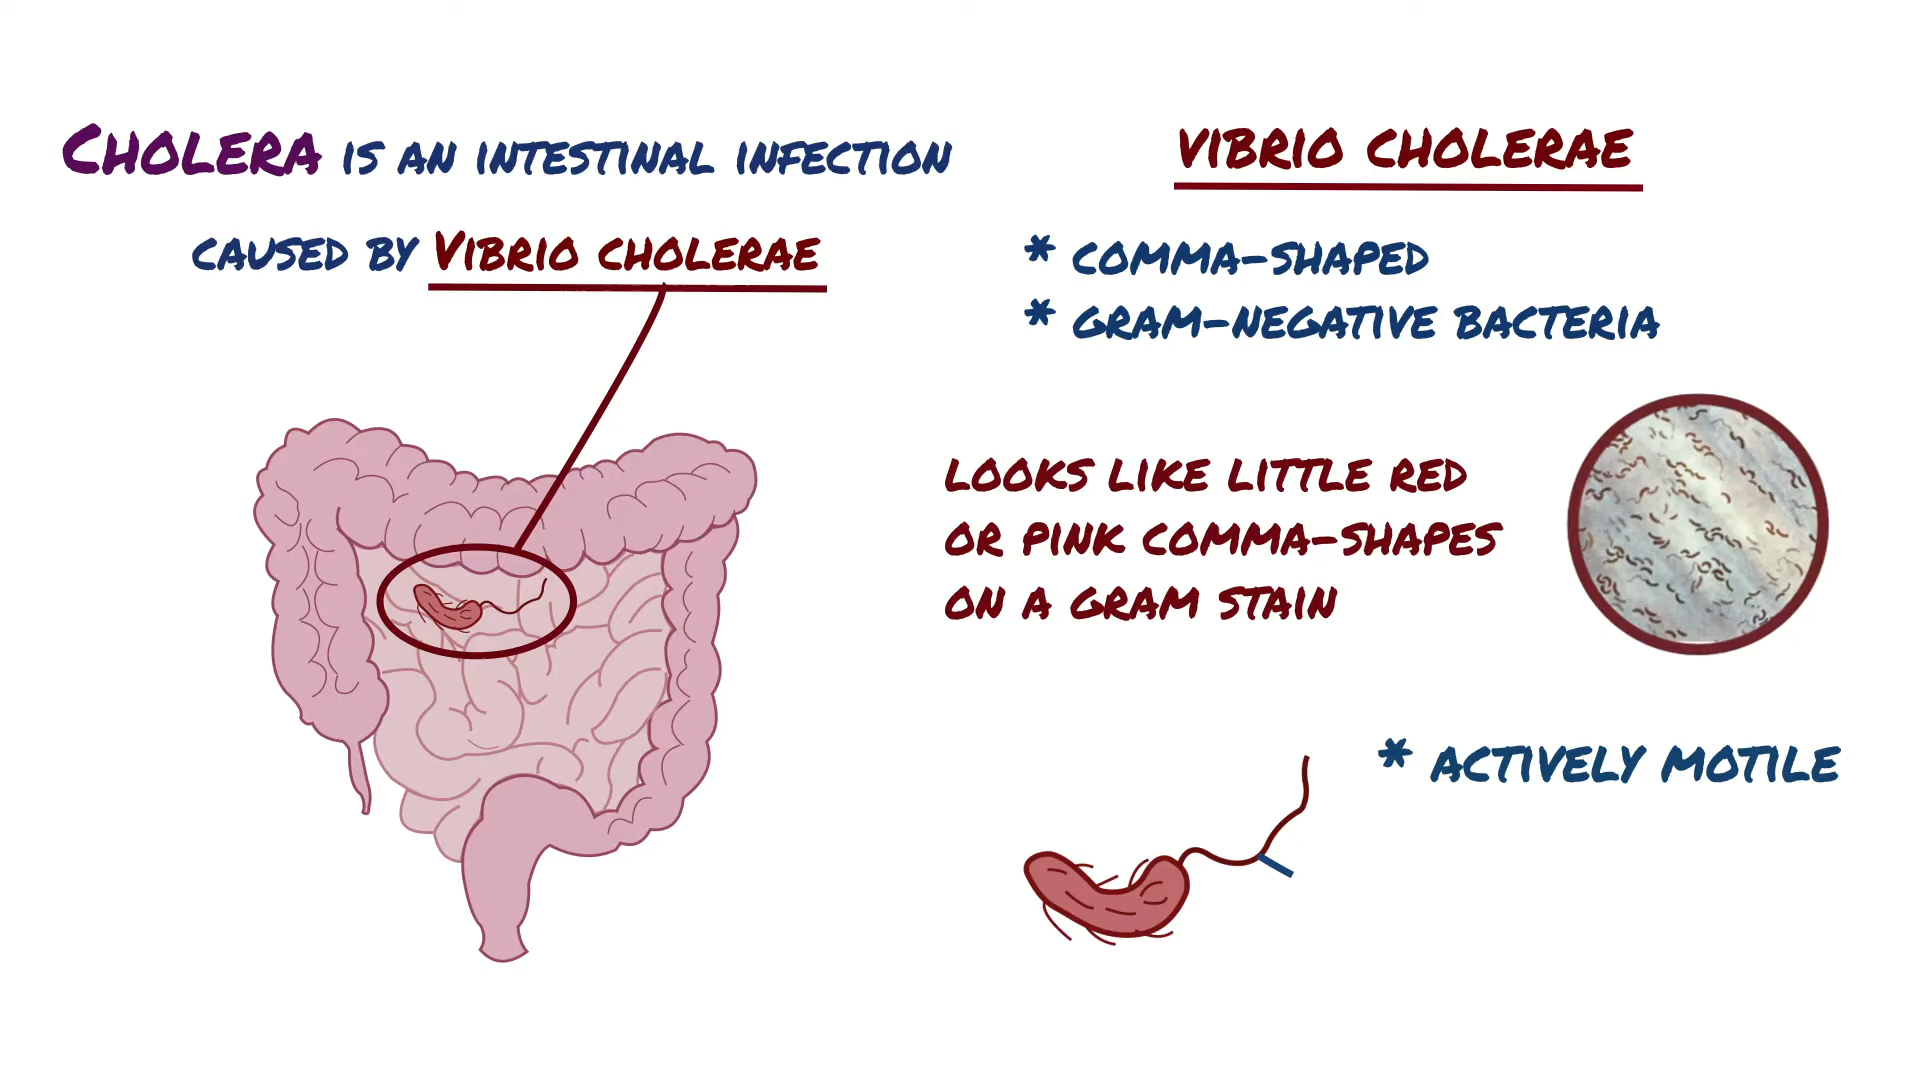 CHOLERA IS AN INTESTINAL INFECTION
CAUSED BY VIBRIO CHOLERAE
VIBRIO CHOLERAE
* COMMA-SHAPED
* GRAM-NEGATIVE BACTERIA
LOOKS LIKE LITTLE RED
OR PINK COMMA-SHAPES
ON A GRAM STAIN
* ACTIVELY MOTILE